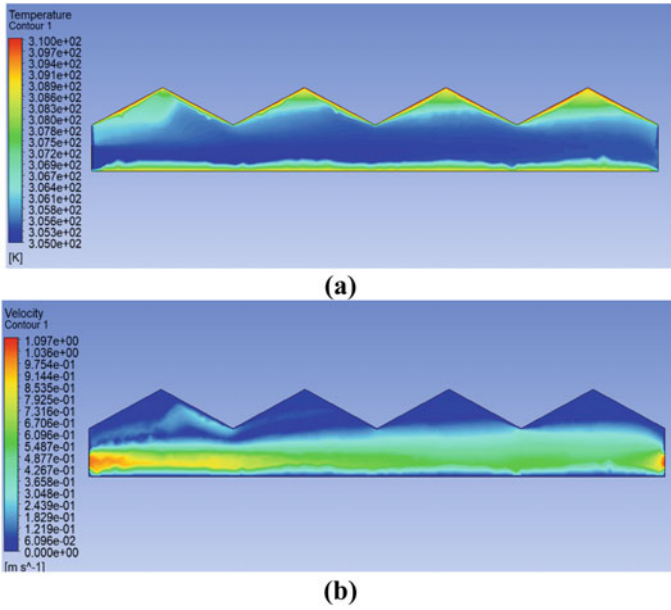 Temperature
Contour 1
3.100e+02
3.097e+02
3.094e+02
3.091e+02
3.089e+02
3.086e+02
3.083e+02
3.080e+02
3.078e+02
3.075e+02
3.072e+02
3.069e+02
3.067e+02
3.064e+02
3.061e+02
3.058e+02
3.056e+02
3.053e+02
3.050e+02
[K]
(a)
Velocity
Contour 1
1.097e+00
1.036e+00
9.754e-01
9.144e-01
8.535e-01
7.925e-01
7.316e-01
6.706e-01
6.096e-01
5.487e-01
4.877e-01
4.267e-01
3.658e-01
3.048e-01
2.439e-01
1.829e-01
1.219e-01
6.096e-02
0.000e+00
[m s^-1]
(b)